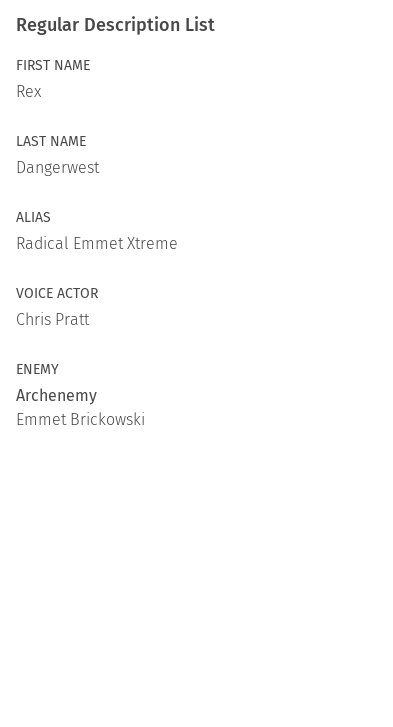 Regular Description List
FIRST NAME
Rex
LAST NAME
Dangerwest
ALIAS
Radical Emmet Xtreme
VOICE ACTOR
Chris Pratt
ENEMY
Archenemy
Emmet Brickowski